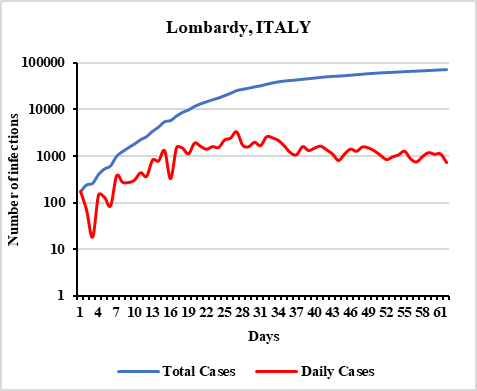 Lombardy, ITALY
Number of infections
100000
10000
1000
100
10
1
1 4 7 10 13 16 19 22 25 28 31 34 37 40 43 46 49 52 55 58 61
Days
Total Cases Daily Cases